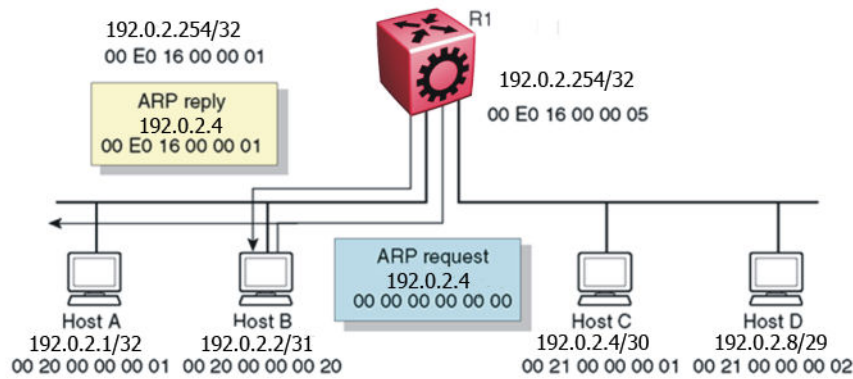 R1
192.0.2.254/32
00 E0 16 00 00 01
ARP reply
192.0.2.4
00 E0 16 00 00 01
192.0.2.254/32
00 E0 16 00 00 05
ARP request
192.0.2.4
00 00 00 00 00 00
Host A
192.0.2.1/32
00 20 00 00 00 01
Host B
192.0.2.2/31
00 20 00 00 00 20
Host C
192.0.2.4/30
00 21 00 00 00 01
Host D
192.0.2.8/29
00 21 00 00 00 02